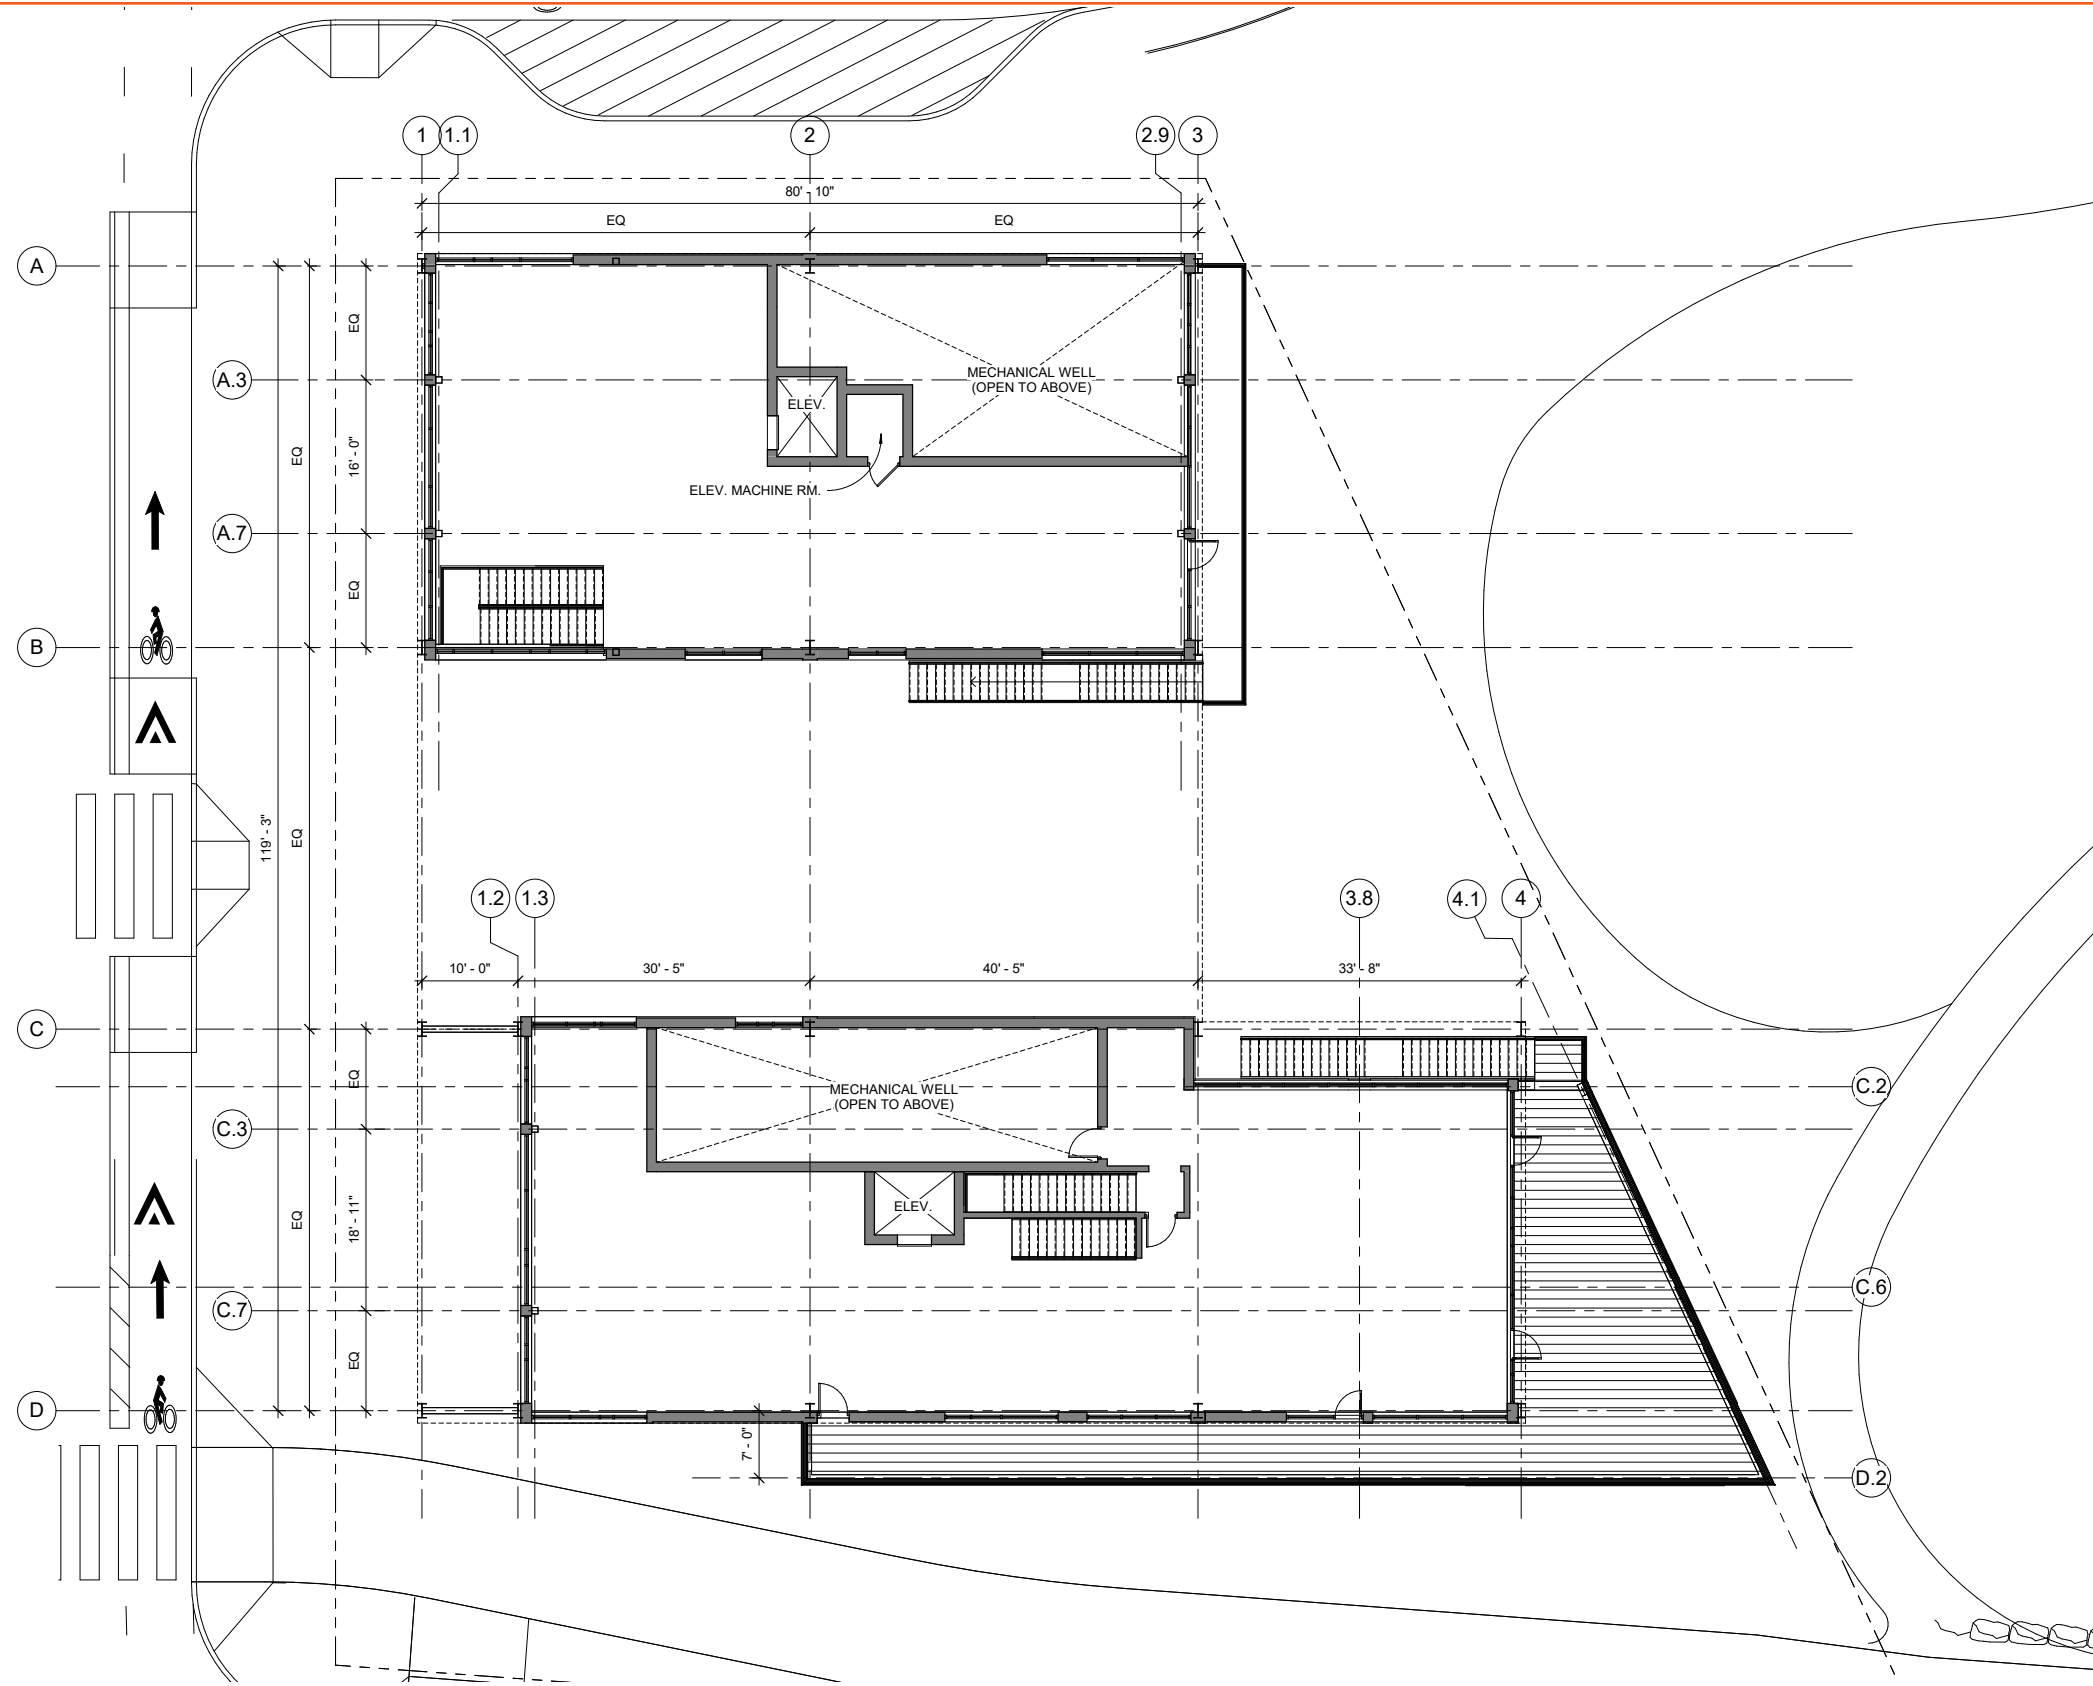 1 1.1 2 2.9 3
80' - 10"
EQ EQ
A
EQ
A.3
MECHANICAL WELL
(OPEN TO ABOVE)
ELEV.
EQ
16' - 0"
ELEV. MACHINE RM.
A.7
EQ
B
119' - 3"
EQ
1.2 1.3 3.8 4.1 4
10' - 0" 30' - 5" 40' - 5" 33' - 8"
C
EQ
MECHANICAL WELL
(OPEN TO ABOVE)
C.2
C.3
ELEV.
EQ
18' - 11"
C.6
C.7
EQ
D
7' - 0"
D.2